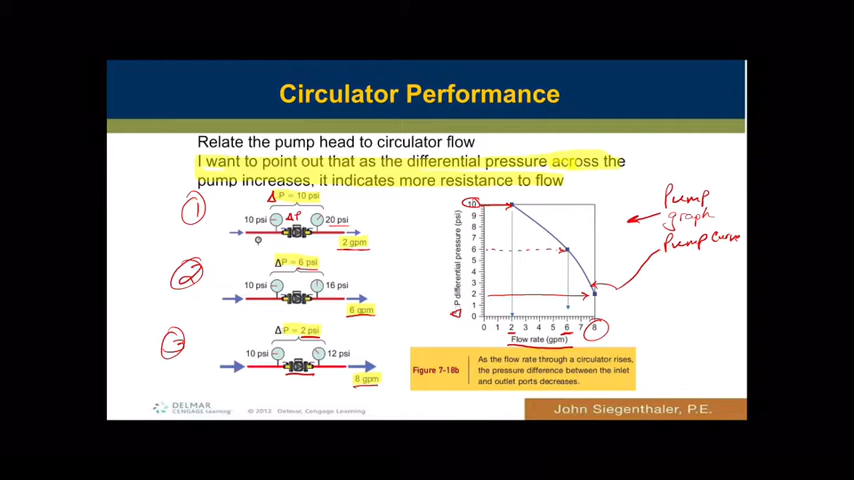 Circulator Performance
Relate the pump head to circulator flow
I want to point out that as the differential pressure across the
pump increases, it indicates more resistance to flow
1
Δ P = 10 psi
10 psi ΔP 20 psi
2 gpm
2
Δ P = 6 psi
10 psi 16 psi
6 gpm
3
Δ P = 2 psi
10 psi 12 psi
8 gpm
Pump
graph
Pump Curve
10
9
8
7
6
5
4
3
2
1
0
Δ P differential pressure (psi)
0 1 2 3 4 5 6 7 8
Flow rate (gpm)
Figure 7-18b
As the flow rate through a circulator rises,
the pressure difference between the inlet
and outlet ports decreases.
DELMAR
CENGAGE Learning
© 2012 Delmar, Cengage Learning
John Siegenthaler, P.E.